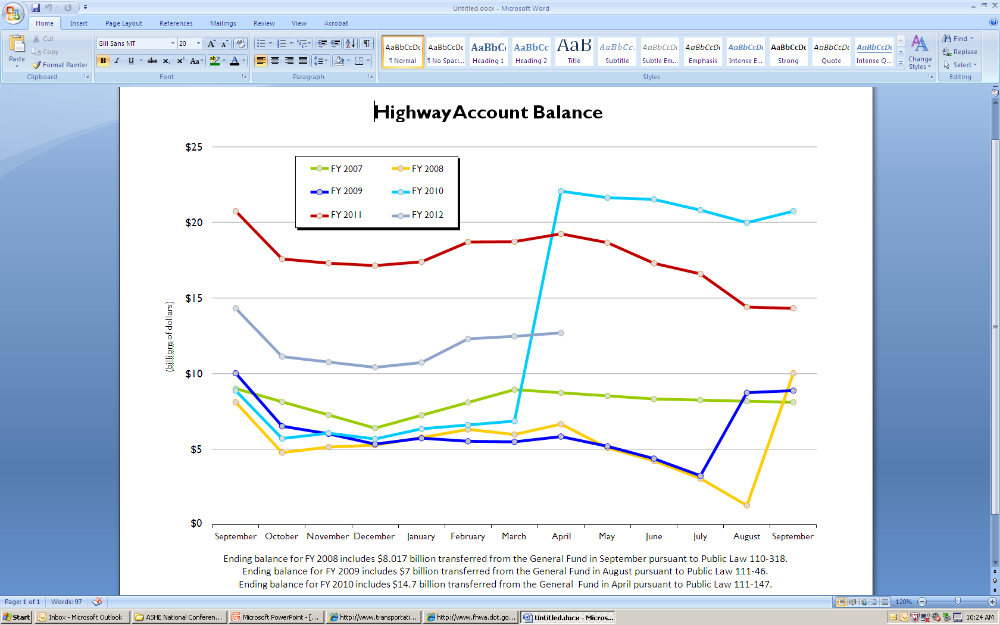 Untitled.docx - Microsoft Word
Home Insert Page Layout References Mailings Review View Acrobat
Paste
Cut
Copy
Format Painter
Clipboard
Gill Sans MT 20
B I U abc x₂ x² Aa
Font
Paragraph
AaBbCcDc AaBbCcDc AaBbC AaBbCc AaB AaBbCc. AaBbCcDc AaBbCcDc AaBbCcDc AaBbCcDc AaBbCcDc AaBbCcDc
¶ Normal ¶ No Spaci... Heading 1 Heading 2 Title Subtitle Subtle Em... Emphasis Intense E... Strong Quote Intense Q...
Change Styles
Styles
Find
Replace
Select
Editing
Highway Account Balance
$25
FY 2007 FY 2008
FY 2009 FY 2010
FY 2011 FY 2012
$20
$15
(billions of dollars)
$10
$5
$0
September October November December January February March April May June July August September
Ending balance for FY 2008 includes $8.017 billion transferred from the General Fund in September pursuant to Public Law 110-318.
Ending balance for FY 2009 includes $7 billion transferred from the General Fund in August pursuant to Public Law 111-46.
Ending balance for FY 2010 includes $14.7 billion transferred from the General Fund in April pursuant to Public Law 111-147.
Page: 1 of 1 Words: 97 120%
Start Inbox - Microsoft Outlook ASHE National Conferen... Microsoft PowerPoint - [... http://www.transportati... http://www.fhwa.dot.go... Untitled.docx - Micros... 10:24 AM